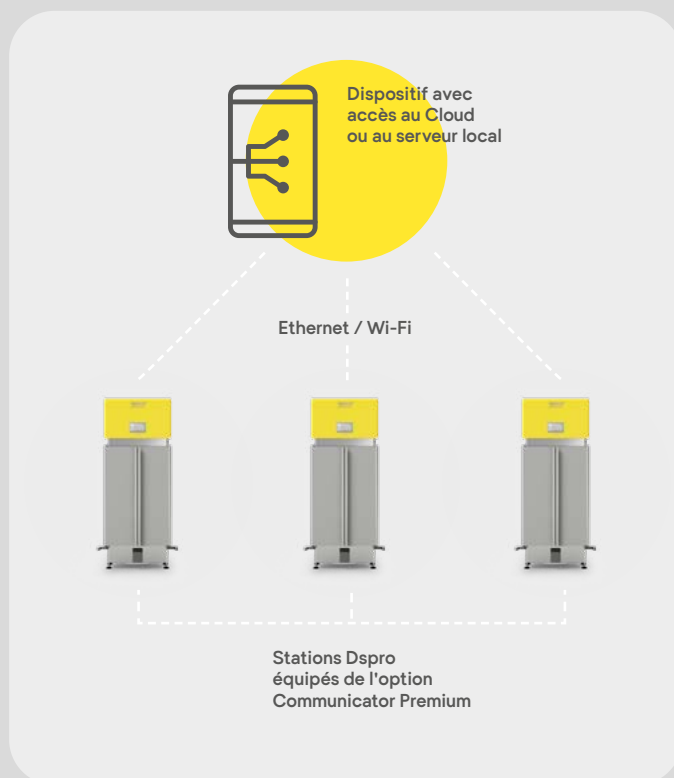 Dispositif avec
accès au Cloud
ou au serveur local
Ethernet / Wi-Fi
Stations Dspro
équipés de l'option
Communicator Premium